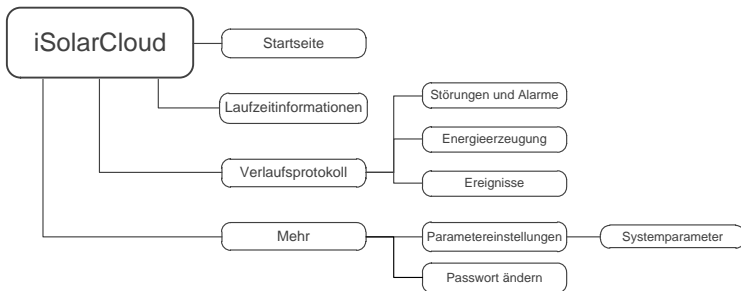 iSolarCloud
Startseite
Laufzeitinformationen
Verlaufsprotokoll
Störungen und Alarme
Energieerzeugung
Ereignisse
Mehr
Parametereinstellungen
Systemparameter
Passwort ändern